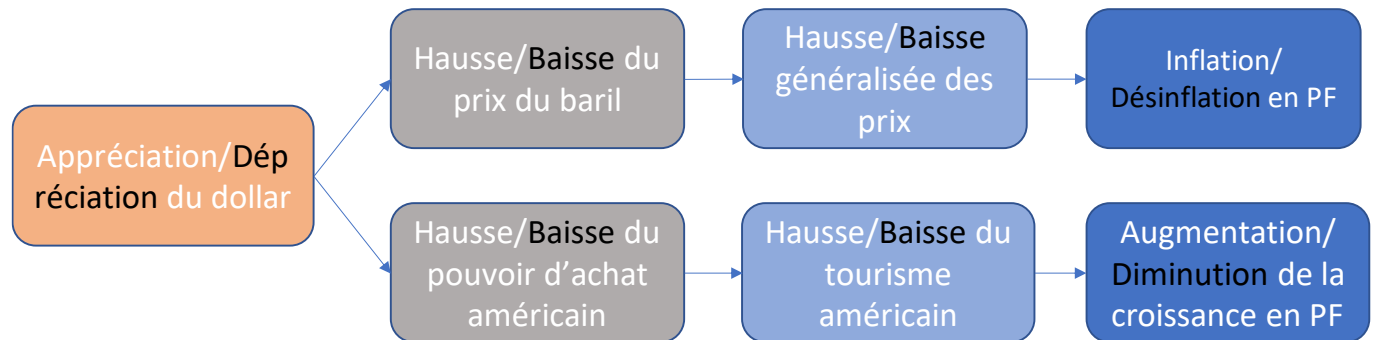 Appréciation/Dép
réciation du dollar
Hausse/Baisse du
prix du baril
Hausse/Baisse
généralisée des
prix
Inflation/
Désinflation en PF
Hausse/Baisse du
pouvoir d’achat
américain
Hausse/Baisse du
tourisme
américain
Augmentation/
Diminution de la
croissance en PF